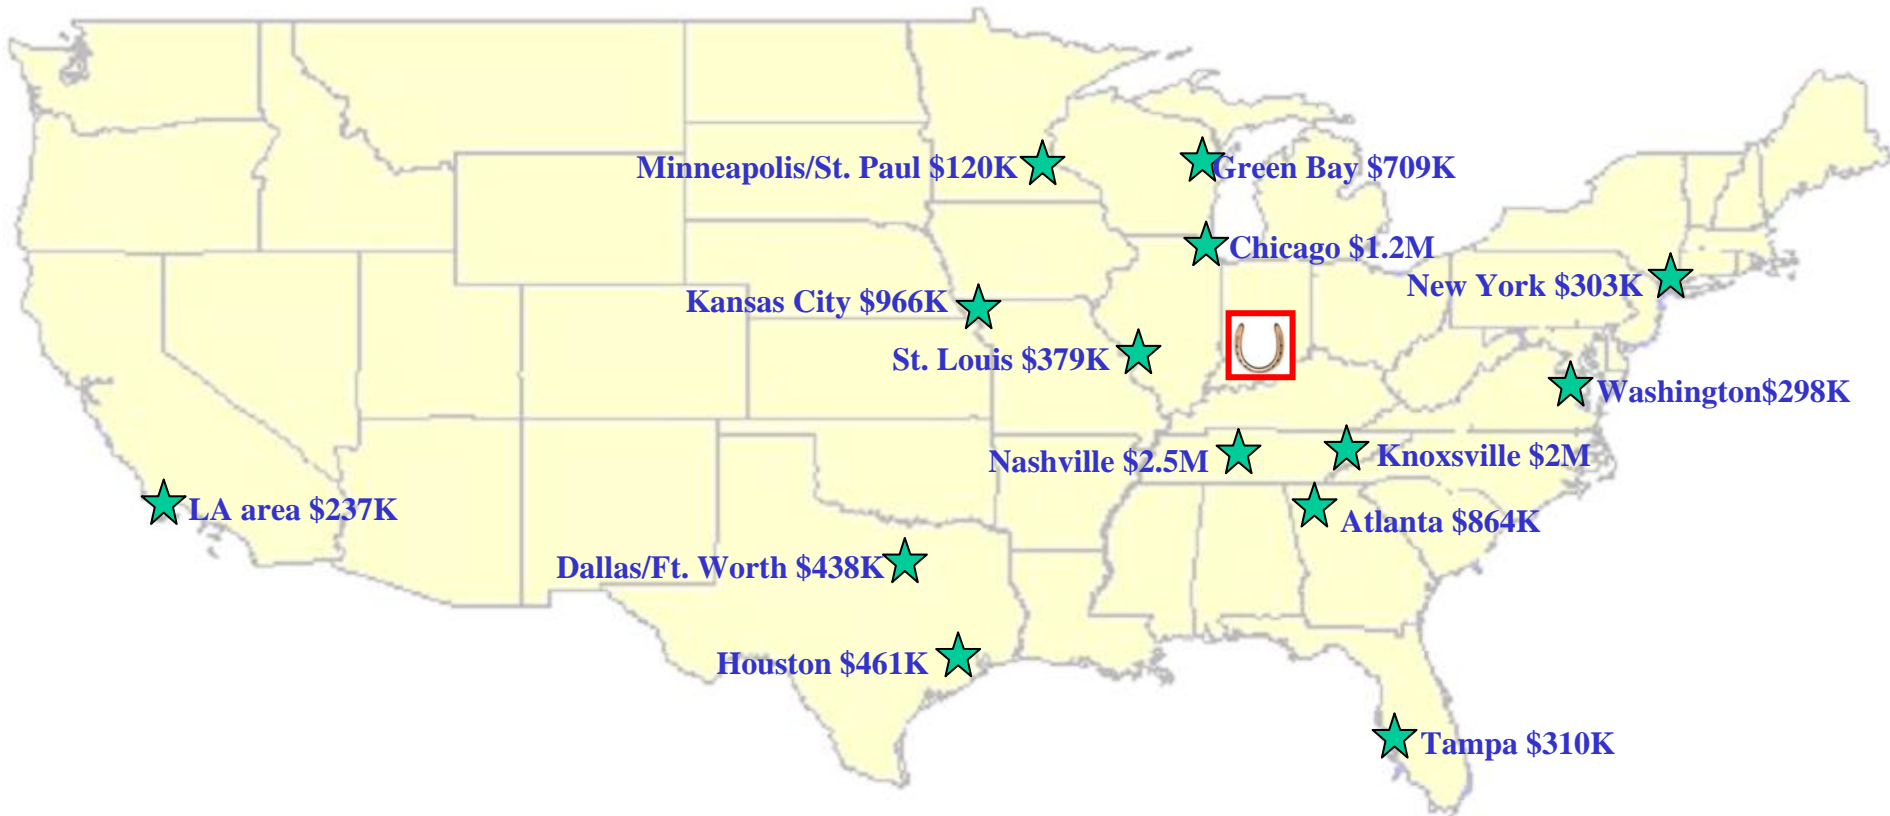 Minneapolis/St. Paul $120K
Green Bay $709K
Chicago $1.2M
New York $303K
Kansas City $966K
St. Louis $379K
Washington$298K
Nashville $2.5M
Knoxsville $2M
LA area $237K
Atlanta $864K
Dallas/Ft. Worth $438K
Houston $461K
Tampa $310K